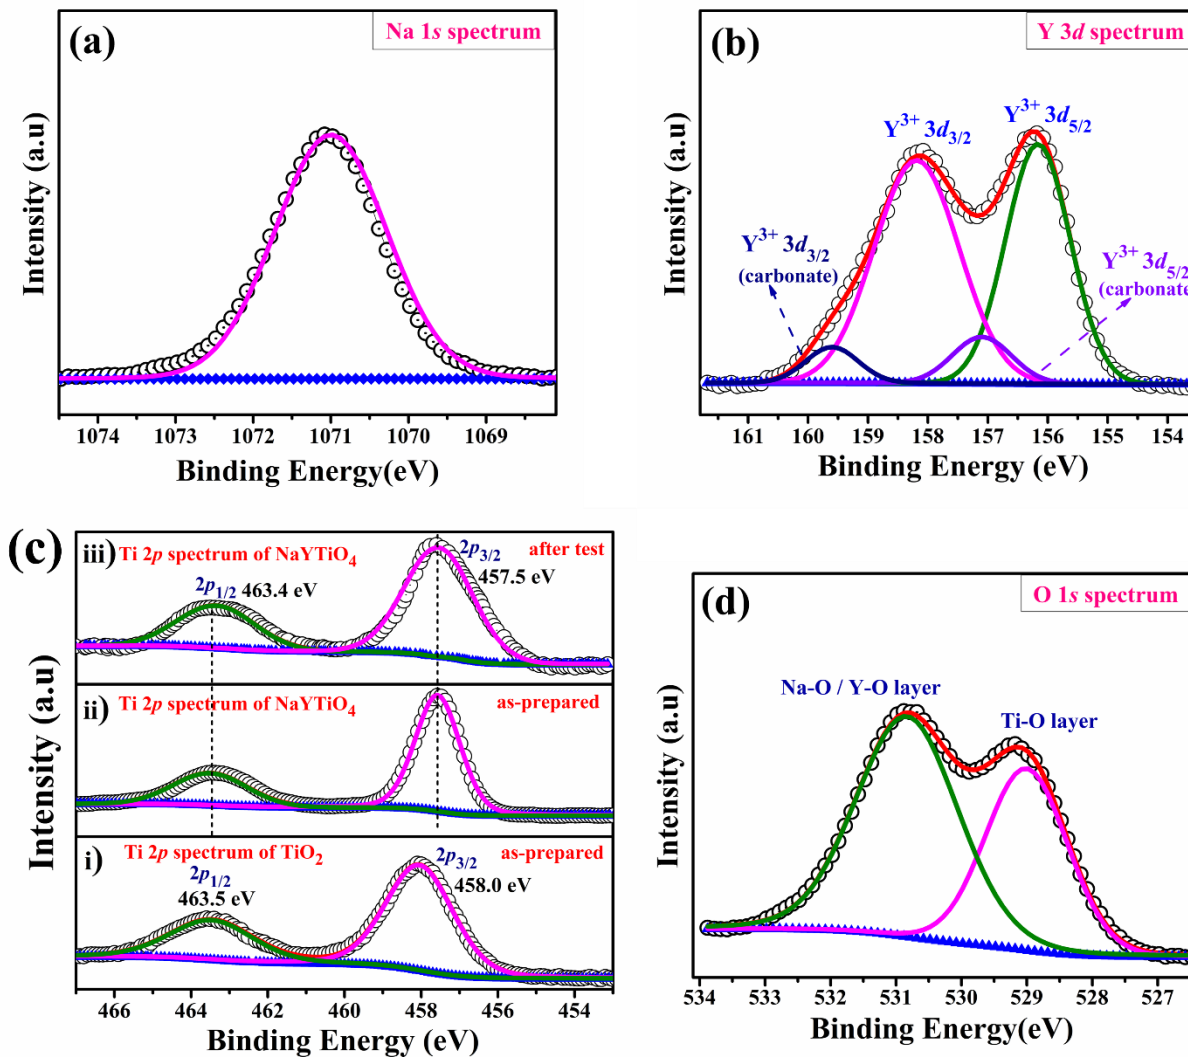 (a)
Na 1s spectrum
Intensity (a.u)
1074 1073 1072 1071 1070 1069
Binding Energy(eV)
(b)
Y 3d spectrum
Intensity (a.u)
Y³⁺ 3d₃/₂
Y³⁺ 3d₅/₂
Y³⁺ 3d₃/₂
(carbonate)
Y³⁺ 3d₅/₂
(carbonate
161 160 159 158 157 156 155 154
Binding Energy (eV)
(c)
Intensity (a.u)
iii) Ti 2p spectrum of NaYTiO₄
after test
2p₁/₂ 463.4 eV
2p₃/₂
457.5 eV
ii) Ti 2p spectrum of NaYTiO₄
as-prepared
i) Ti 2p spectrum of TiO₂
as-prepared
2p₁/₂
463.5 eV
2p₃/₂
458.0 eV
466 464 462 460 458 456 454
Binding Energy (eV)
(d)
O 1s spectrum
Intensity (a.u)
Na-O / Y-O layer
Ti-O layer
534 533 532 531 530 529 528 527
Binding Energy(eV)